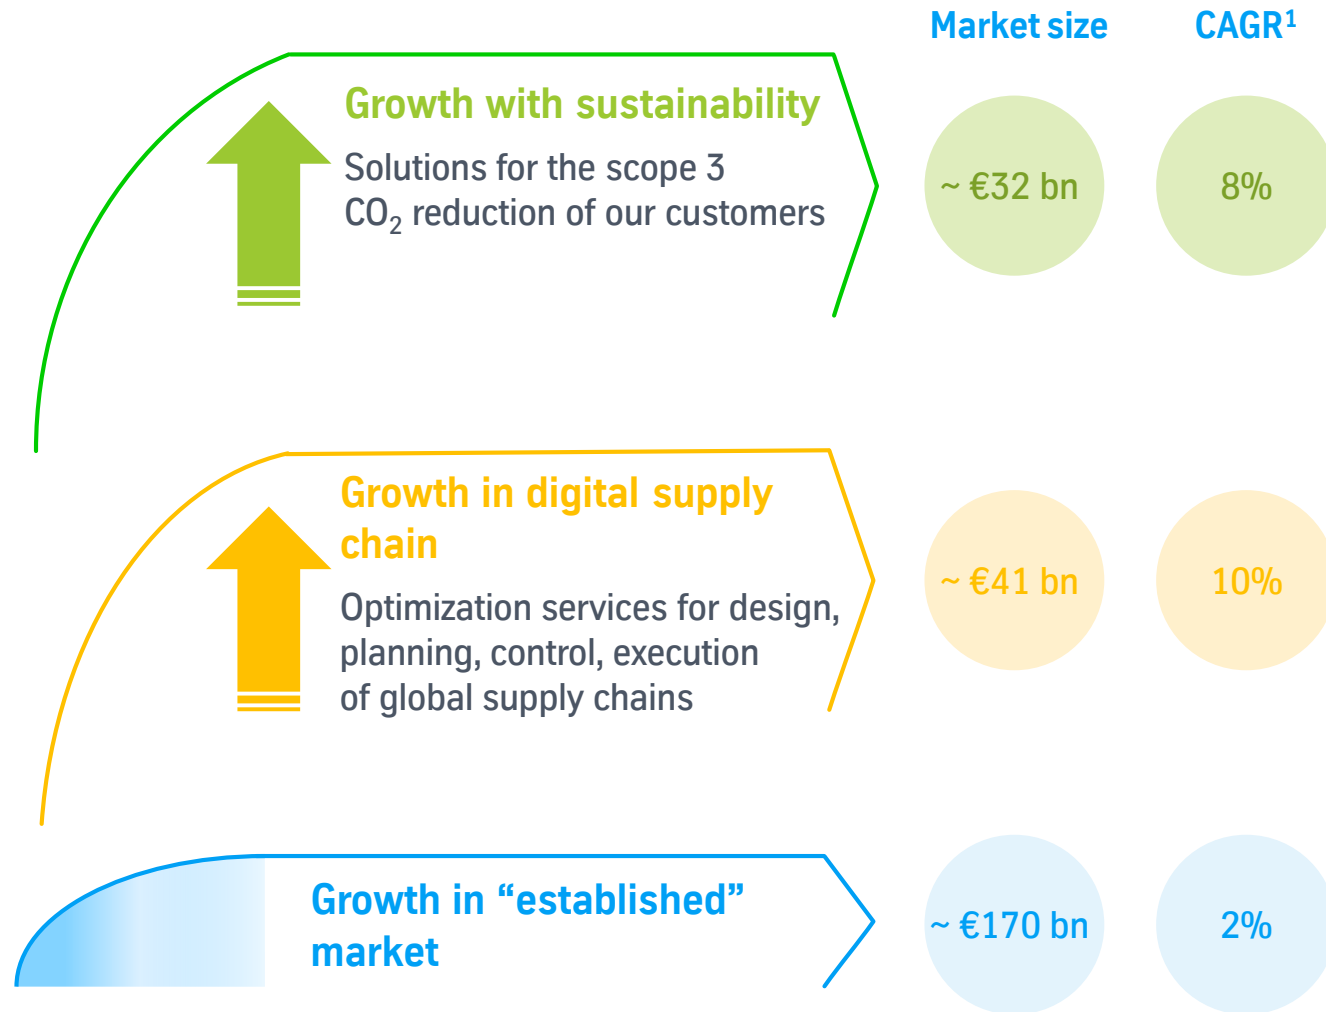 Market size CAGR¹
Growth with sustainability
Solutions for the scope 3
CO₂ reduction of our customers
~ €32 bn 8%
Growth in digital supply
chain
Optimization services for design,
planning, control, execution
of global supply chains
~ €41 bn 10%
Growth in “established”
market
~ €170 bn 2%